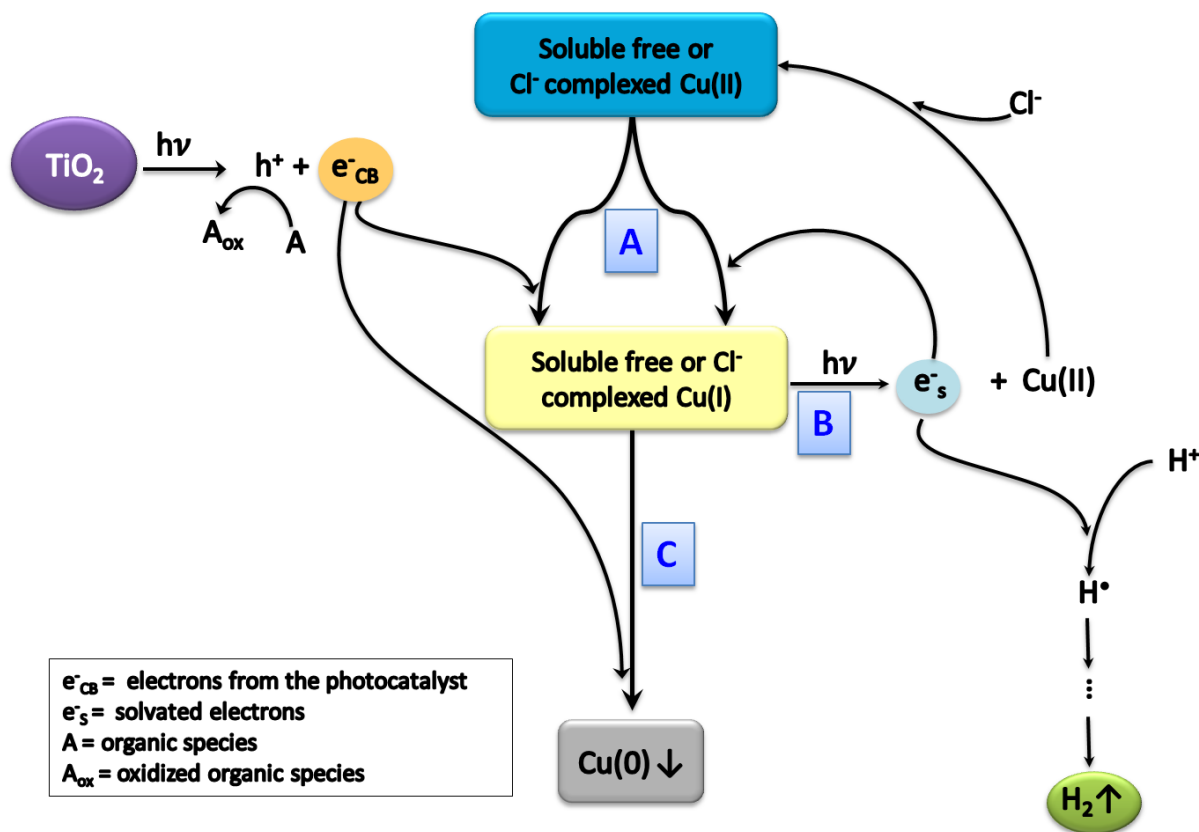 Soluble free or
Cl⁻ complexed Cu(II)
Cl⁻
TiO₂
hν
h⁺ + e⁻CB
Aox
A
A
Soluble free or Cl⁻
complexed Cu(I)
hν
B
e⁻s + Cu(II)
H⁺
C
H•
⋮
e⁻CB = electrons from the photocatalyst
e⁻S = solvated electrons
A = organic species
Aox = oxidized organic species
Cu(0) ↓
H₂ ↑